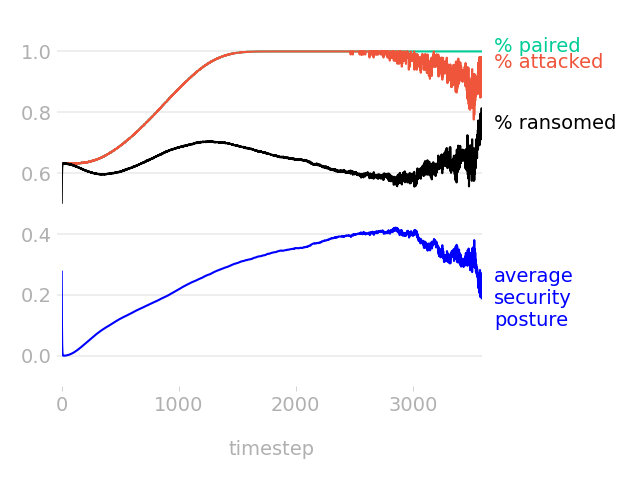 1.0
0.8
0.6
0.4
0.2
0.0
% paired
% attacked
% ransomed
average
security
posture
0 1000 2000 3000
timestep